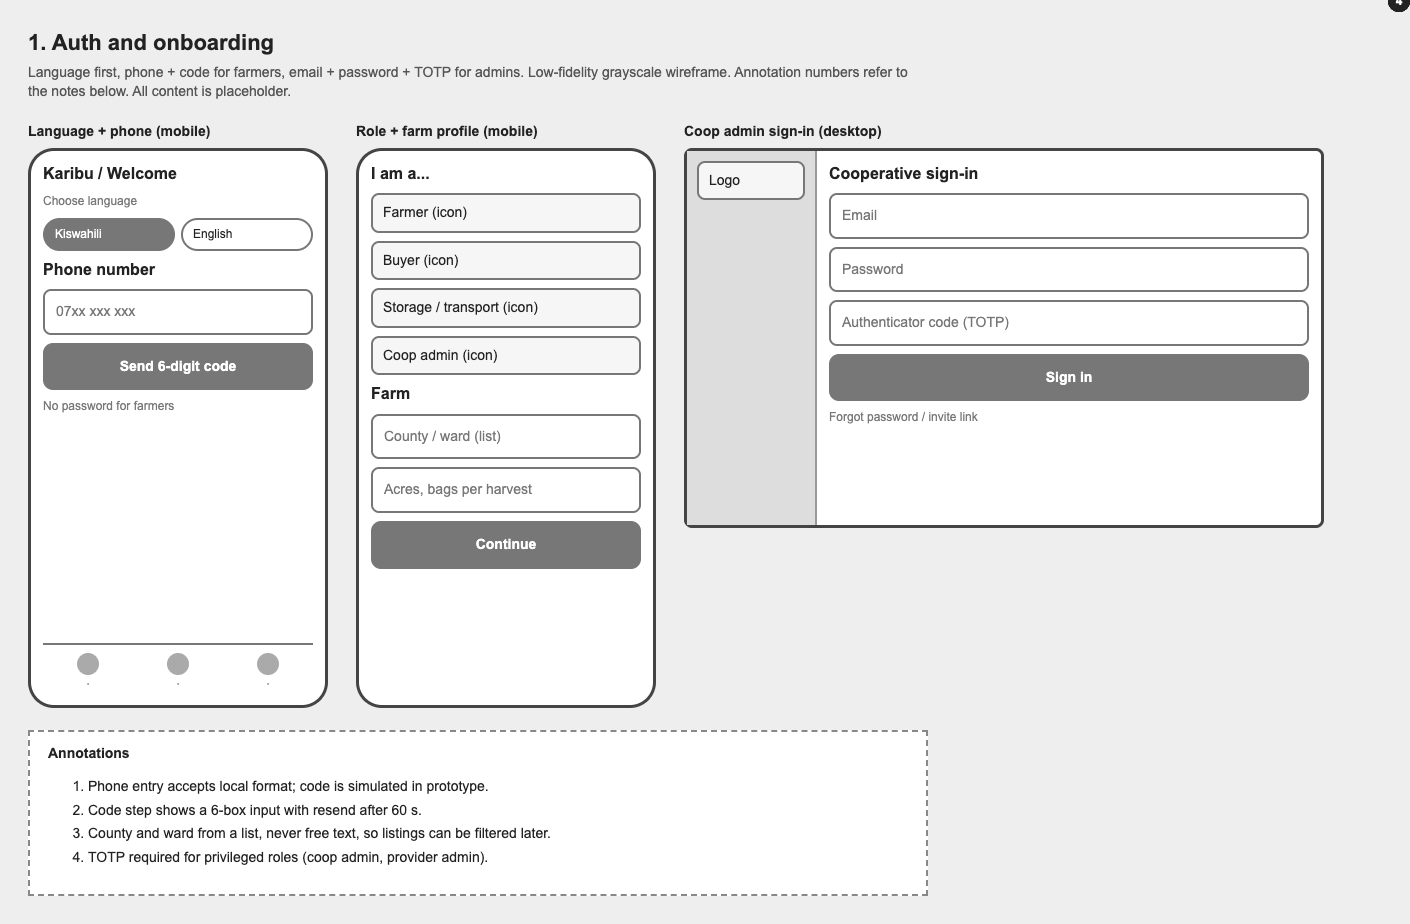 4
1. Auth and onboarding
Language first, phone + code for farmers, email + password + TOTP for admins. Low-fidelity grayscale wireframe. Annotation numbers refer to
the notes below. All content is placeholder.
Language + phone (mobile)
Karibu / Welcome
Choose language
Kiswahili
English
Phone number
07xx xxx xxx
Send 6-digit code
No password for farmers
Role + farm profile (mobile)
I am a...
Farmer (icon)
Buyer (icon)
Storage / transport (icon)
Coop admin (icon)
Farm
County / ward (list)
Acres, bags per harvest
Continue
Coop admin sign-in (desktop)
Logo
Cooperative sign-in
Email
Password
Authenticator code (TOTP)
Sign in
Forgot password / invite link
Annotations
1. Phone entry accepts local format; code is simulated in prototype.
2. Code step shows a 6-box input with resend after 60 s.
3. County and ward from a list, never free text, so listings can be filtered later.
4. TOTP required for privileged roles (coop admin, provider admin).